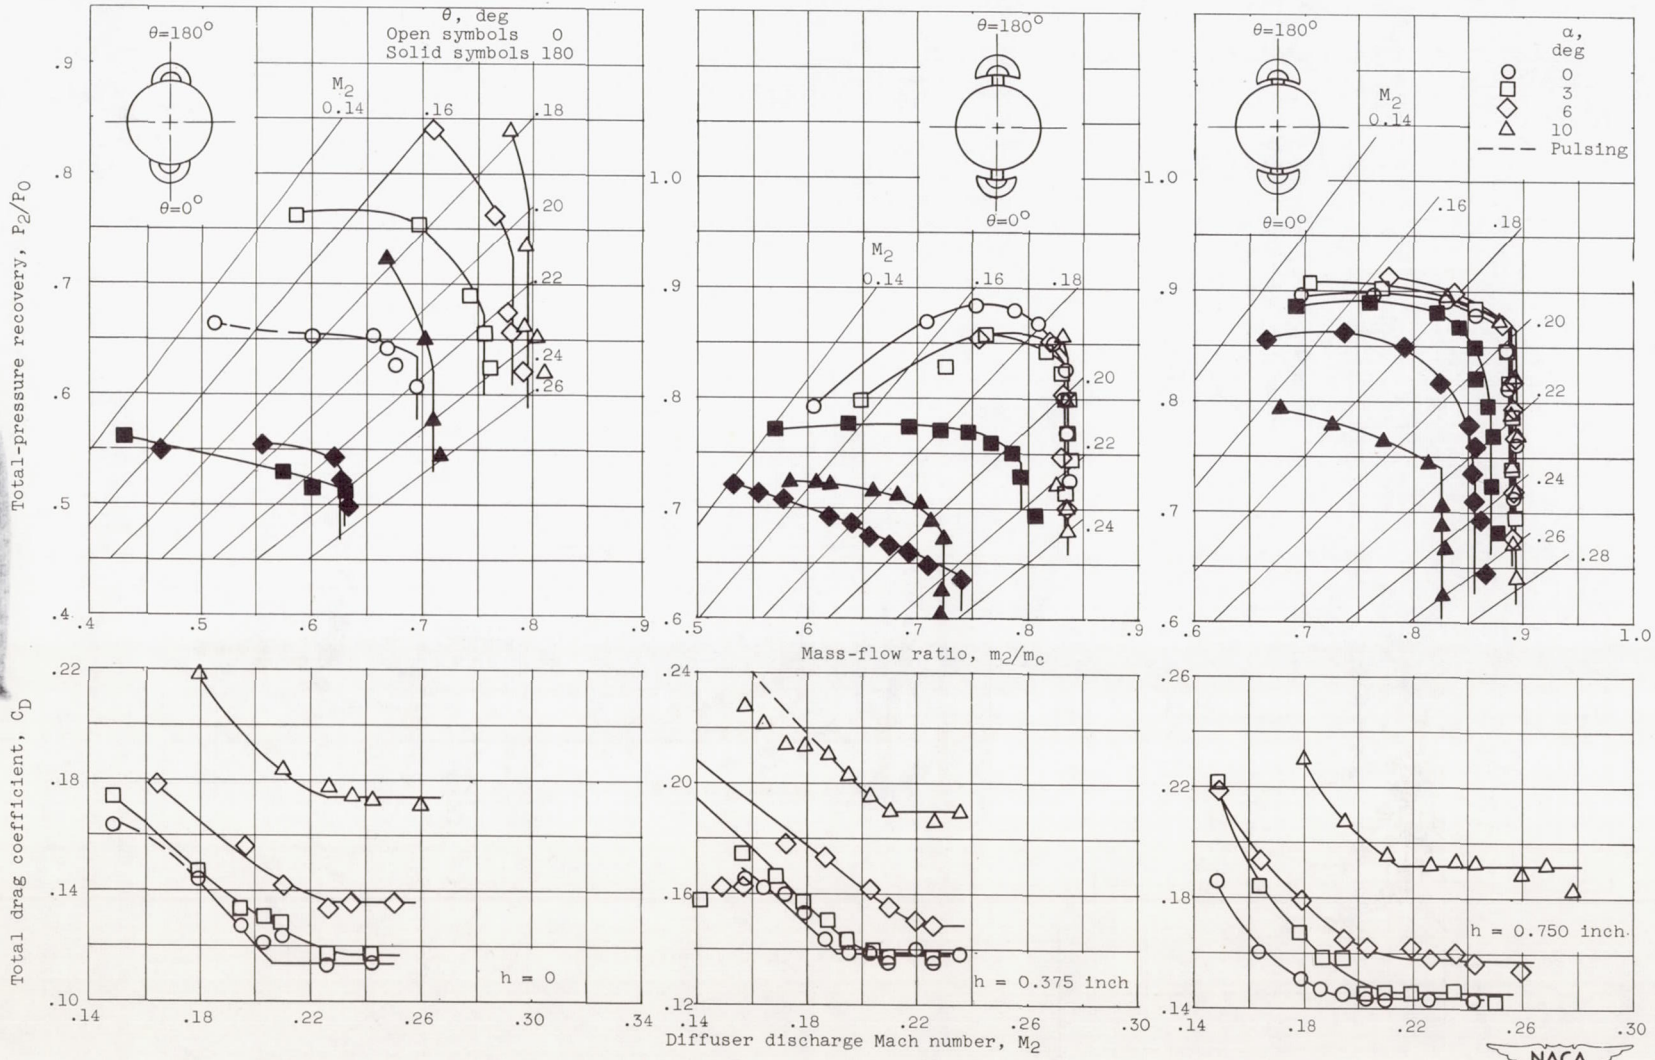 θ, deg
Open symbols 0
Solid symbols 180
θ=180°
θ=0°
M2
0.14
.16
.18
.20
.22
.24
.26
.9
.8
.7
.6
.5
.4
.4 .5 .6 .7 .8 .9
Total-pressure recovery, P2/P0
θ=180°
θ=0°
M2
0.14
.16
.18
.20
.22
.24
1.0
.9
.8
.7
.6
.5 .6 .7 .8 .9
Mass-flow ratio, m2/mc
θ=180°
θ=0°
α,
deg
0
3
6
10
Pulsing
M2
0.14
.16
.18
.20
.22
.24
.26
.28
1.0
.9
.8
.7
.6
.6 .7 .8 .9 1.0
Total drag coefficient, CD
.22
.18
.14
.10
.14 .18 .22 .26 .30 .34
h = 0
.24
.20
.16
.12
.14 .18 .22 .26 .30
h = 0.375 inch
Diffuser discharge Mach number, M2
.26
.22
.18
.14
.14 .18 .22 .26 .30
h = 0.750 inch
NACA